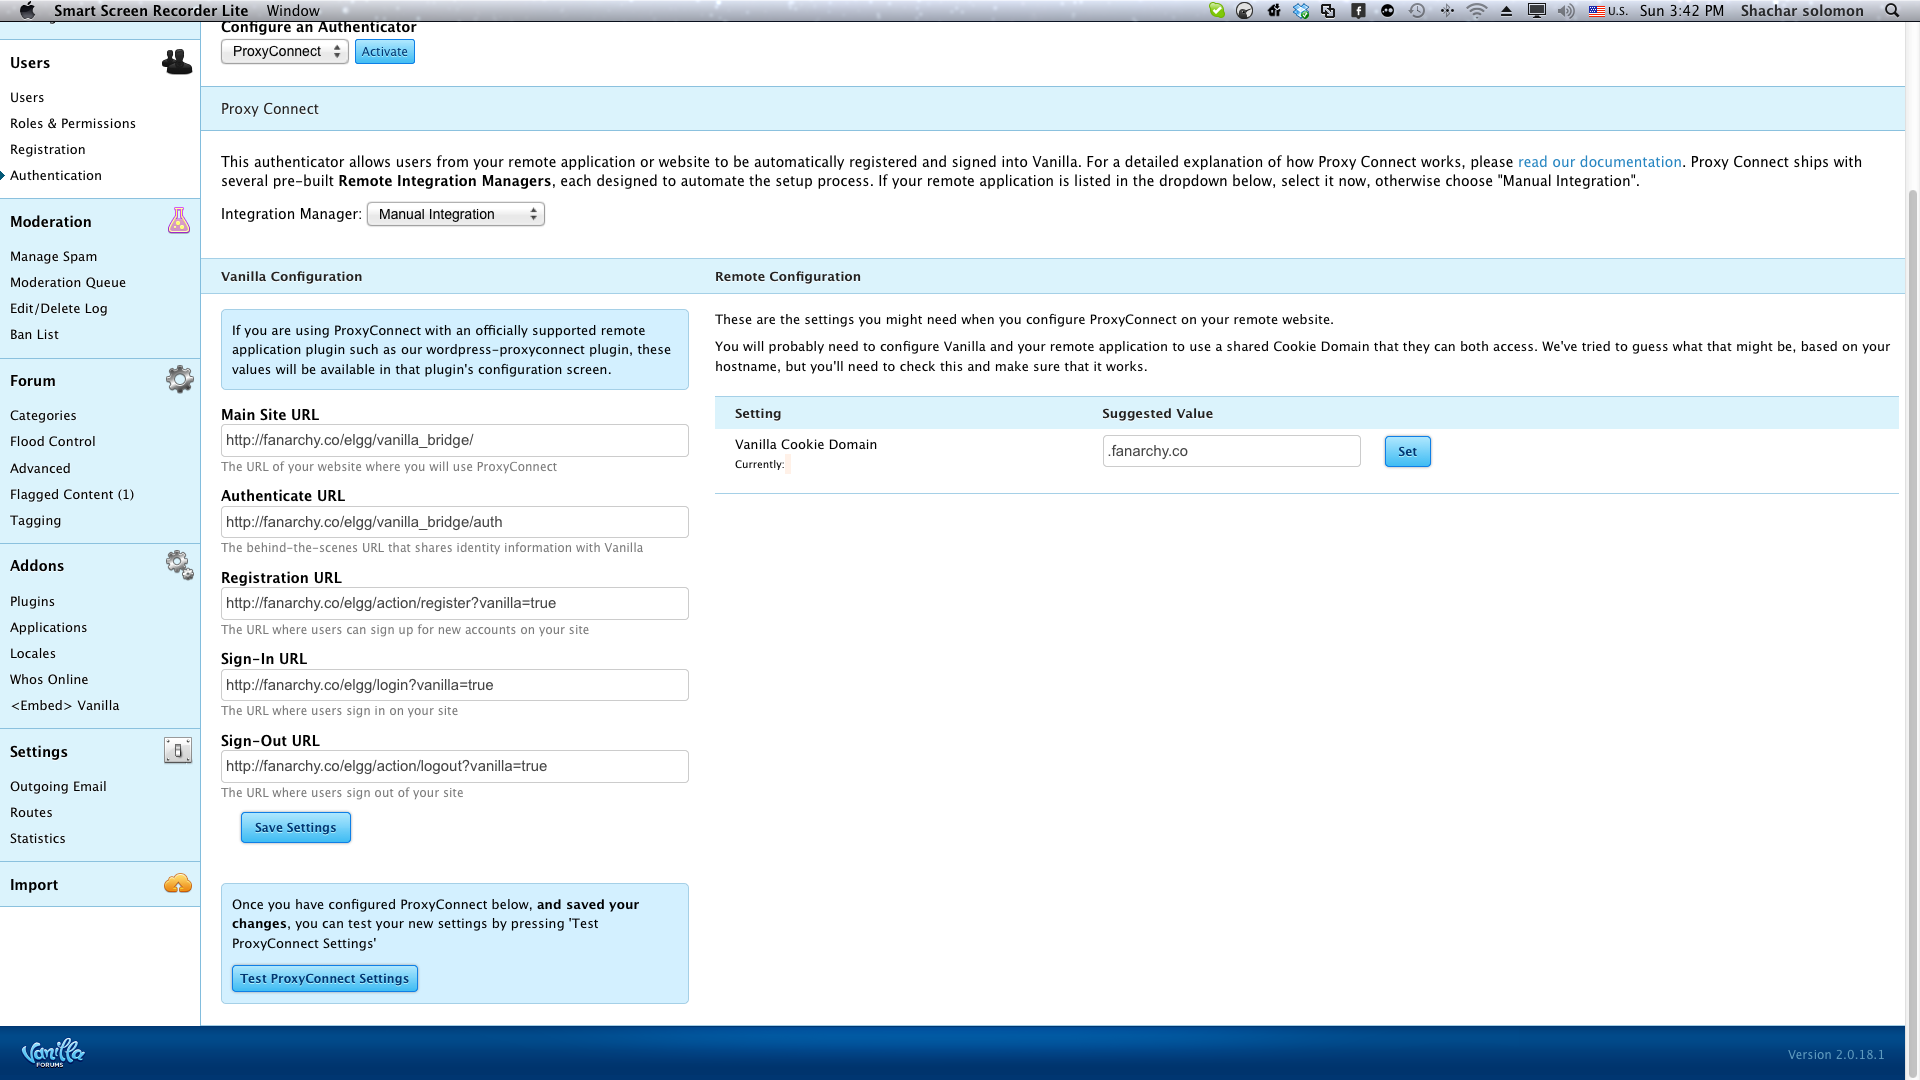 Smart Screen Recorder Lite Window U.S. Sun 3:42 PM Shachar solomon
Configure an Authenticator
ProxyConnect Activate
Users
Users
Roles & Permissions
Registration
Authentication
Moderation
Manage Spam
Moderation Queue
Edit/Delete Log
Ban List
Forum
Categories
Flood Control
Advanced
Flagged Content (1)
Tagging
Addons
Plugins
Applications
Locales
Whos Online
<Embed> Vanilla
Settings
Outgoing Email
Routes
Statistics
Import
Proxy Connect
This authenticator allows users from your remote application or website to be automatically registered and signed into Vanilla. For a detailed explanation of how Proxy Connect works, please read our documentation. Proxy Connect ships with
several pre-built Remote Integration Managers, each designed to automate the setup process. If your remote application is listed in the dropdown below, select it now, otherwise choose "Manual Integration".
Integration Manager: Manual Integration
Vanilla Configuration
If you are using ProxyConnect with an officially supported remote
application plugin such as our wordpress-proxyconnect plugin, these
values will be available in that plugin's configuration screen.
Main Site URL
http://fanarchy.co/elgg/vanilla_bridge/
The URL of your website where you will use ProxyConnect
Authenticate URL
http://fanarchy.co/elgg/vanilla_bridge/auth
The behind-the-scenes URL that shares identity information with Vanilla
Registration URL
http://fanarchy.co/elgg/action/register?vanilla=true
The URL where users can sign up for new accounts on your site
Sign-In URL
http://fanarchy.co/elgg/login?vanilla=true
The URL where users sign in on your site
Sign-Out URL
http://fanarchy.co/elgg/action/logout?vanilla=true
The URL where users sign out of your site
Save Settings
Once you have configured ProxyConnect below, and saved your
changes, you can test your new settings by pressing 'Test
ProxyConnect Settings'
Test ProxyConnect Settings
Remote Configuration
These are the settings you might need when you configure ProxyConnect on your remote website.
You will probably need to configure Vanilla and your remote application to use a shared Cookie Domain that they can both access. We've tried to guess what that might be, based on your
hostname, but you'll need to check this and make sure that it works.
Setting Suggested Value
Vanilla Cookie Domain .fanarchy.co Set
Currently:
Vanilla
FORUMS
Version 2.0.18.1